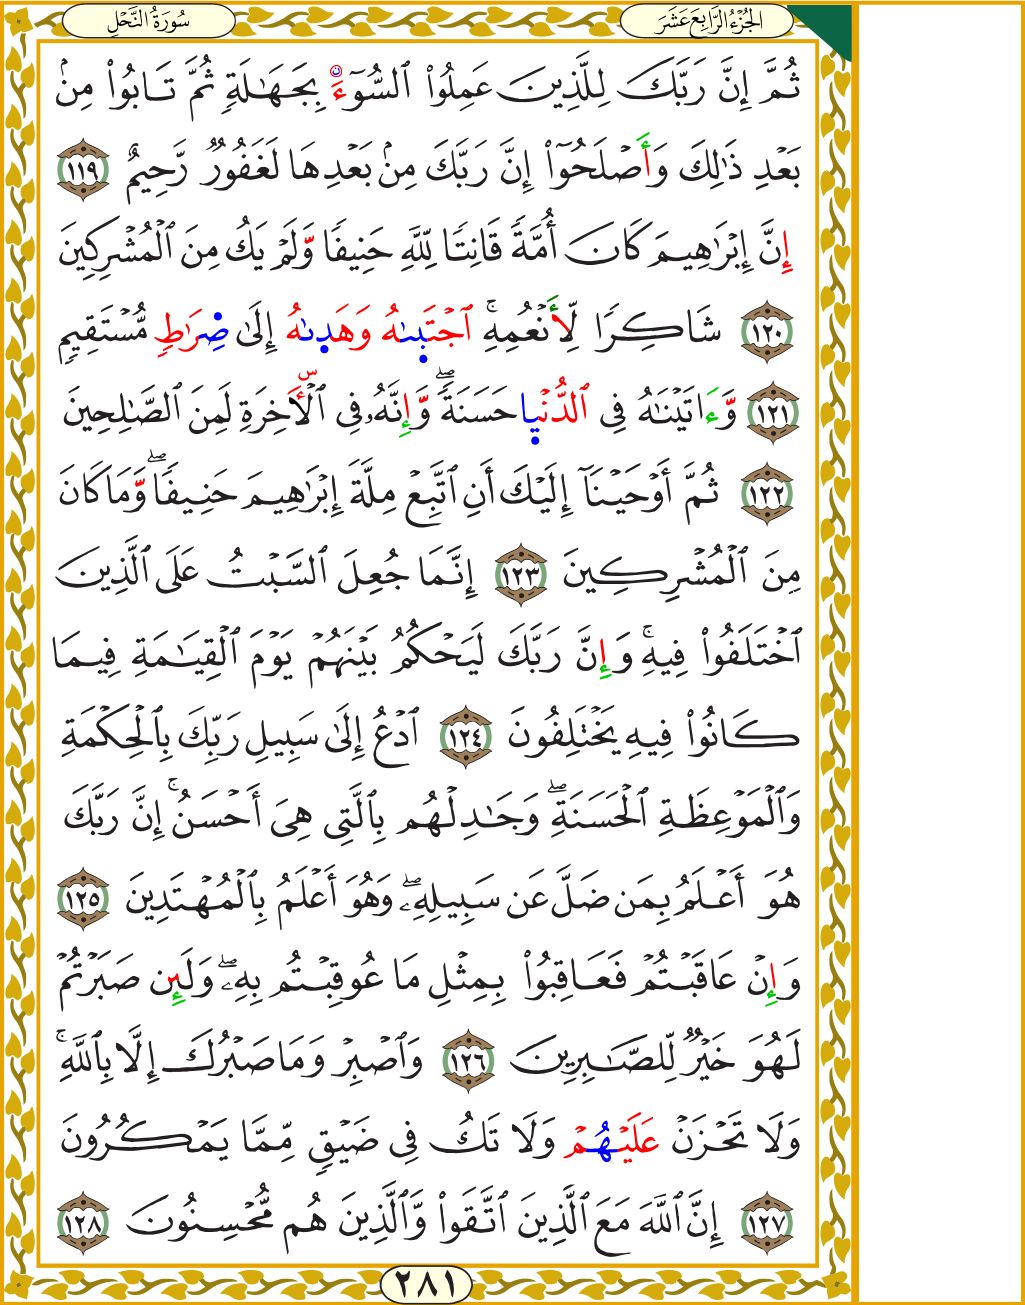 الجُزْءُ الرَّابِعَ عَشَرَ
سُورَةُ النَّحْلِ
ثُمَّ إِنَّ رَبَّكَ لِلَّذِينَ عَمِلُوا۟ ٱلسُّوٓءَ بِجَهَـٰلَةٍ ثُمَّ تَابُوا۟ مِنۢ
بَعْدِ ذَٰلِكَ وَأَصْلَحُوٓا۟ إِنَّ رَبَّكَ مِنۢ بَعْدِهَا لَغَفُورٌ رَّحِيمٌ ١١٩
إِنَّ إِبْرَٰهِيمَ كَانَ أُمَّةً قَانِتًا لِّلَّهِ حَنِيفًا وَّلَمْ يَكُ مِنَ ٱلْمُشْرِكِينَ
١٢٠ شَاكِرًا لِّأَنْعُمِهِ ۚ ٱجْتَبَىٰهُ وَهَدَىٰهُ إِلَىٰ صِرَٰطٍ مُّسْتَقِيمٍ
١٢١ وَّءَاتَيْنَـٰهُ فِى ٱلدُّنْيَا حَسَنَةً ۖ وَّإِنَّهُۥ فِى ٱلْأَخِرَةِ لَمِنَ ٱلصَّـٰلِحِينَ
١٢٢ ثُمَّ أَوْحَيْنَآ إِلَيْكَ أَنِ ٱتَّبِعْ مِلَّةَ إِبْرَٰهِيمَ حَنِيفًا ۖ وَّمَا كَانَ
مِنَ ٱلْمُشْرِكِينَ ١٢٣ إِنَّمَا جُعِلَ ٱلسَّبْتُ عَلَى ٱلَّذِينَ
ٱخْتَلَفُوا۟ فِيهِ ۚ وَإِنَّ رَبَّكَ لَيَحْكُمُ بَيْنَهُمْ يَوْمَ ٱلْقِيَـٰمَةِ فِيمَا
كَانُوا۟ فِيهِ يَخْتَلِفُونَ ١٢٤ ٱدْعُ إِلَىٰ سَبِيلِ رَبِّكَ بِٱلْحِكْمَةِ
وَٱلْمَوْعِظَةِ ٱلْحَسَنَةِ ۖ وَجَـٰدِلْهُم بِٱلَّتِى هِىَ أَحْسَنُ ۚ إِنَّ رَبَّكَ
هُوَ أَعْلَمُ بِمَن ضَلَّ عَن سَبِيلِهِۦ ۖ وَهُوَ أَعْلَمُ بِٱلْمُهْتَدِينَ ١٢٥
وَإِنْ عَاقَبْتُمْ فَعَاقِبُوا۟ بِمِثْلِ مَا عُوقِبْتُم بِهِۦ ۖ وَلَئِن صَبَرْتُمْ
لَهُوَ خَيْرٌ لِّلصَّـٰبِرِينَ ١٢٦ وَٱصْبِرْ وَمَا صَبْرُكَ إِلَّا بِٱللَّهِ ۚ
وَلَا تَحْزَنْ عَلَيْهُمْ وَلَا تَكُ فِى ضَيْقٍ مِّمَّا يَمْكُرُونَ
١٢٧ إِنَّ ٱللَّهَ مَعَ ٱلَّذِينَ ٱتَّقَوا۟ وَّٱلَّذِينَ هُم مُّحْسِنُونَ ١٢٨
٢٨١